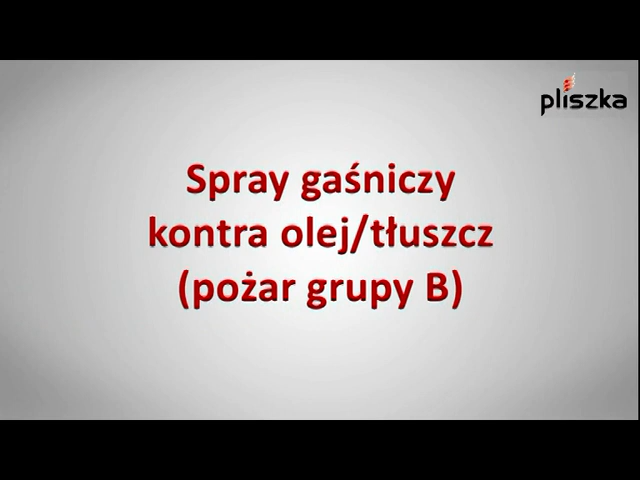 pliszka
Spray gaśniczy
kontra olej/tłuszcz
(pożar grupy B)